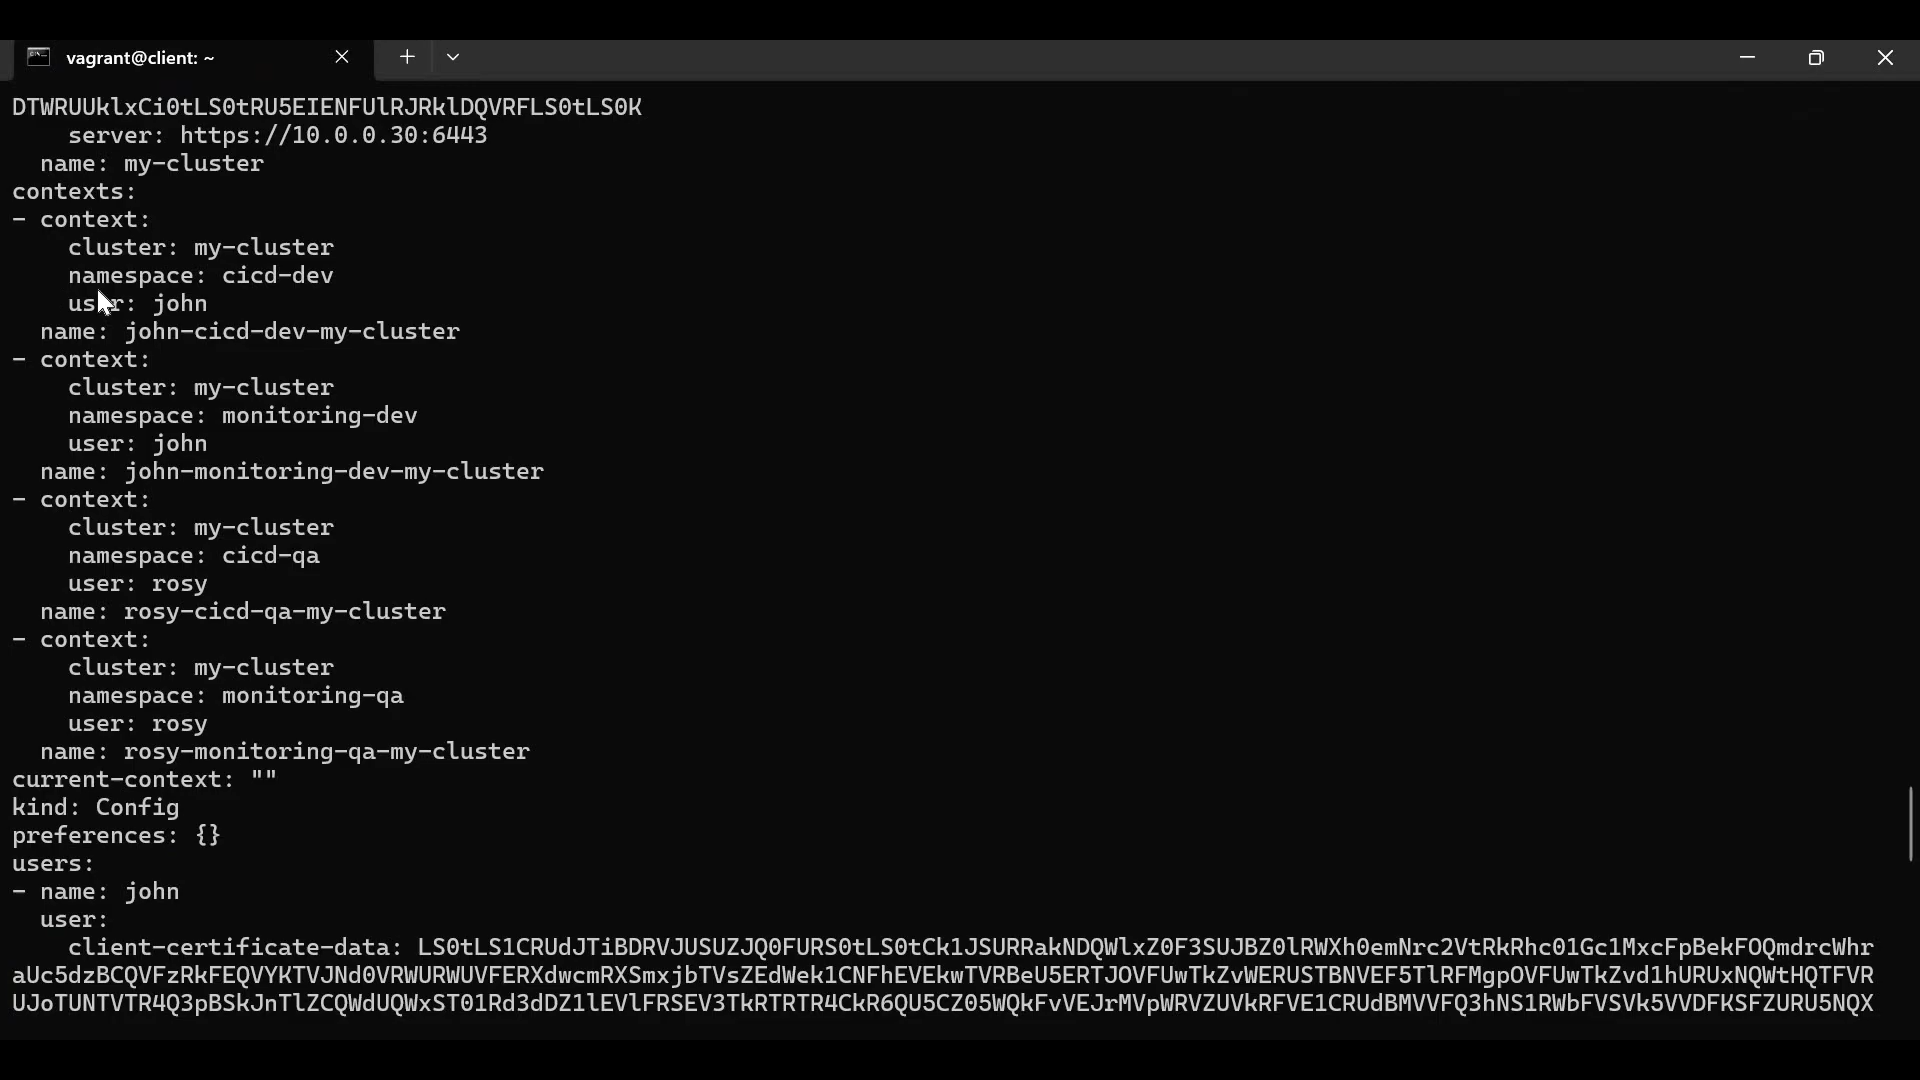 vagrant@client: ~
DTWRUUklxCi0tLS0tRU5EIENFUlRJRklDQVRFLS0tLS0K
    server: https://10.0.0.30:6443
  name: my-cluster
contexts:
- context:
    cluster: my-cluster
    namespace: cicd-dev
    user: john
  name: john-cicd-dev-my-cluster
- context:
    cluster: my-cluster
    namespace: monitoring-dev
    user: john
  name: john-monitoring-dev-my-cluster
- context:
    cluster: my-cluster
    namespace: cicd-qa
    user: rosy
  name: rosy-cicd-qa-my-cluster
- context:
    cluster: my-cluster
    namespace: monitoring-qa
    user: rosy
  name: rosy-monitoring-qa-my-cluster
current-context: ""
kind: Config
preferences: {}
users:
- name: john
  user:
    client-certificate-data: LS0tLS1CRUdJTiBDRVJUSUZJQ0FURS0tLS0tCk1JSURRakNDQWlxZ0F3SUJBZ0lRWXh0emNrc2VtRkRhc01Gc1MxcFpBekFOQmdrcWhr
aUc5dzBCQVFzRkFEQVYKTVJNd0VRWURWUVFERXdwcmRXSmxjbTVsZEdWek1CNFhEVEkwTVRBeU5ERTJOVFUwTkZvWERUSTBNVEF5TlRFMgpOVFUwTkZvd1hURUxNQWtHQTFVR
UJoTUNTVTR4Q3pBSkJnTlZCQWdUQWxST01Rd3dDZ1lEVlFRSEV3TkRTRTR4CkR6QU5CZ05WQkFvVEJrMVpWRVZUVkRFVE1CRUdBMVVFQ3hNS1RWbFVSVk5VVDFKSFZURU5NQX